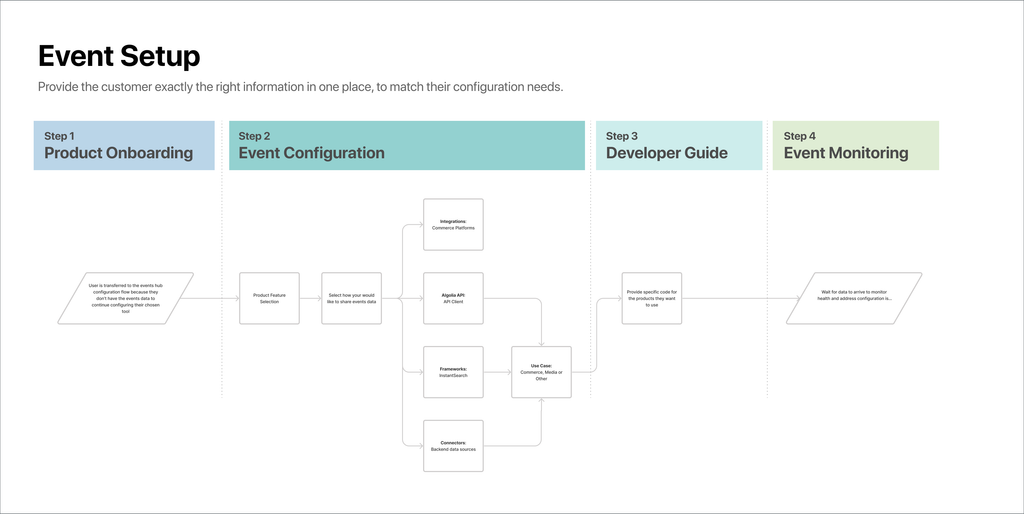 Event Setup
Provide the customer exactly the right information in one place, to match their configuration needs.
Step 1
Product Onboarding
Step 2
Event Configuration
Step 3
Developer Guide
Step 4
Event Monitoring
User is transferred to the events hub
configuration flow because they
don't have the events data to
continue configuring their chosen
tool
Product Feature
Selection
Select how your would
like to share events data
Integrations:
Commerce Platforms
Algolia API:
API Client
Frameworks:
InstantSearch
Connectors:
Backend data sources
Use Case:
Commerce, Media or
Other
Provide specific code for
the products they want
to use
Wait for data to arrive to monitor
health and address configuration is...